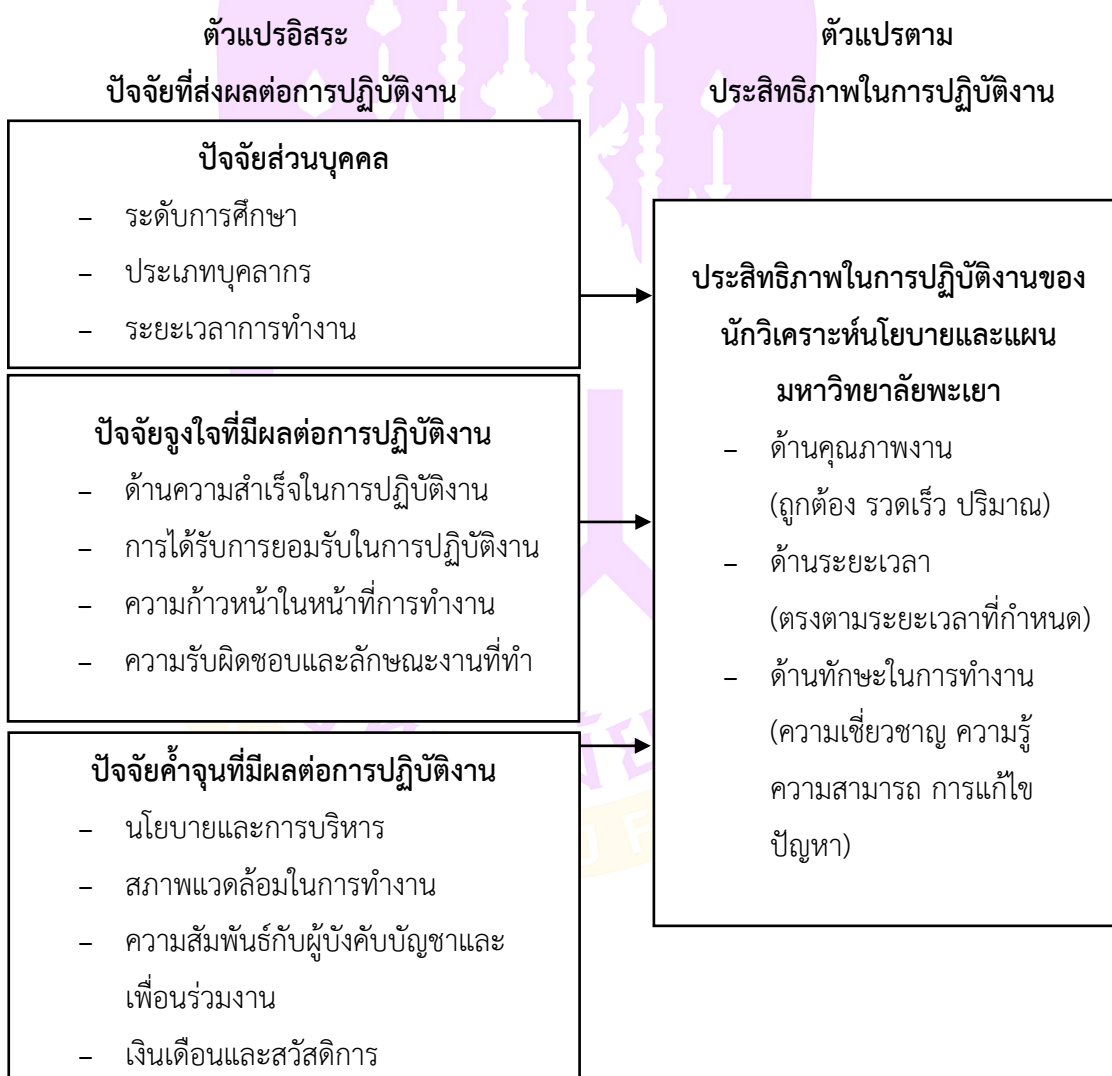 ตัวแปรอิสระ
ปัจจัยที่ส่งผลต่อการปฏิบัติงาน
ตัวแปรตาม
ประสิทธิภาพในการปฏิบัติงาน
ปัจจัยส่วนบุคคล
– ระดับการศึกษา
– ประเภทบุคลากร
– ระยะเวลาการทำงาน
ปัจจัยจูงใจที่มีผลต่อการปฏิบัติงาน
– ด้านความสำเร็จในการปฏิบัติงาน
– การได้รับการยอมรับในการปฏิบัติงาน
– ความก้าวหน้าในหน้าที่การทำงาน
– ความรับผิดชอบและลักษณะงานที่ทำ
ปัจจัยค้ำจุนที่มีผลต่อการปฏิบัติงาน
– นโยบายและการบริหาร
– สภาพแวดล้อมในการทำงาน
– ความสัมพันธ์กับผู้บังคับบัญชาและ
เพื่อนร่วมงาน
– เงินเดือนและสวัสดิการ
ประสิทธิภาพในการปฏิบัติงานของ
นักวิเคราะห์นโยบายและแผน
มหาวิทยาลัยพะเยา
– ด้านคุณภาพงาน
(ถูกต้อง รวดเร็ว ปริมาณ)
– ด้านระยะเวลา
(ตรงตามระยะเวลาที่กำหนด)
– ด้านทักษะในการทำงาน
(ความเชี่ยวชาญ ความรู้
ความสามารถ การแก้ไข
ปัญหา)